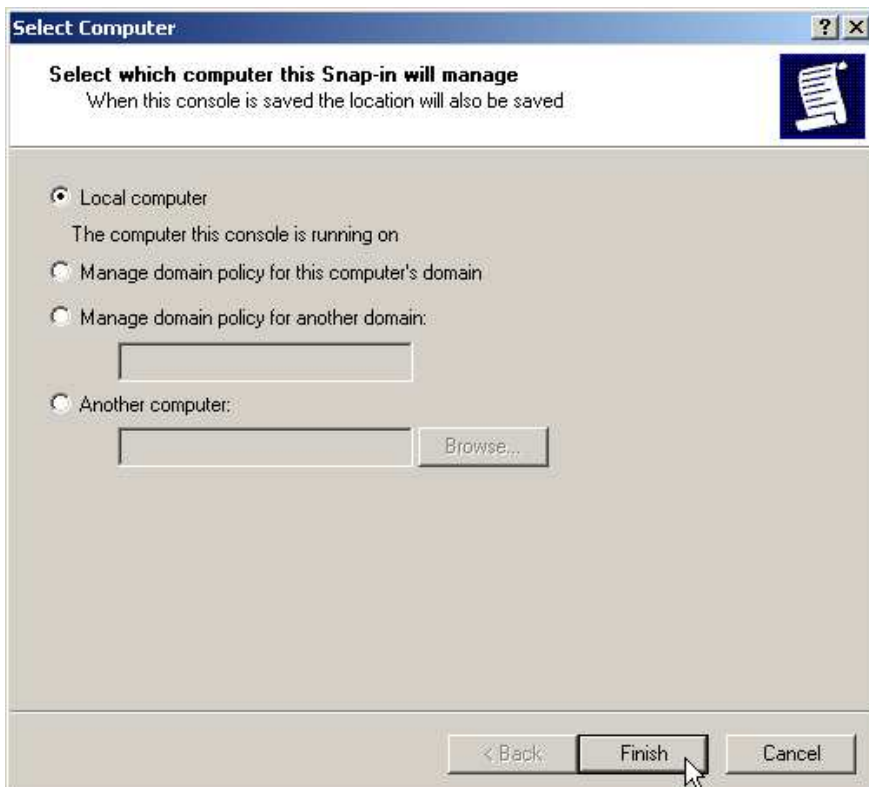 Select Computer
Select which computer this Snap-in will manage
When this console is saved the location will also be saved
Local computer
The computer this console is running on
Manage domain policy for this computer's domain
Manage domain policy for another domain:
Another computer:
Browse...
< Back
Finish
Cancel